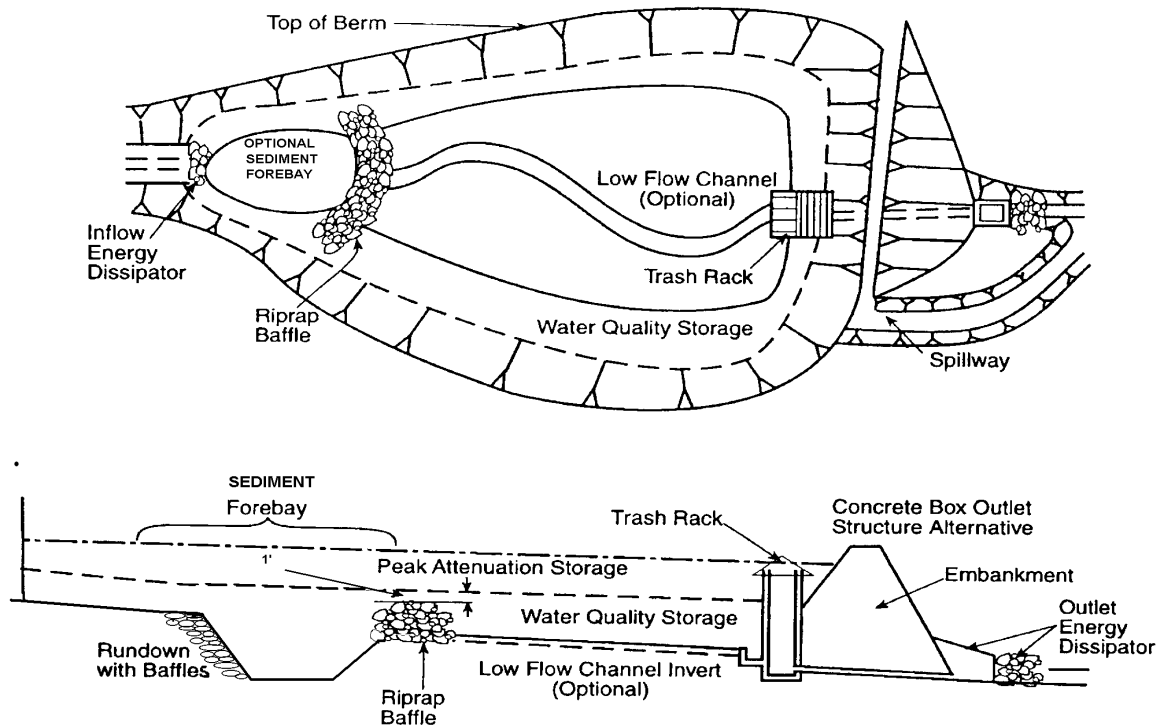 Top of Berm
OPTIONAL
SEDIMENT
FOREBAY
Low Flow Channel
(Optional)
Inflow
Energy
Dissipator
Trash Rack
Riprap
Baffle
Water Quality Storage
Spillway
SEDIMENT
Forebay
Concrete Box Outlet
Structure Alternative
Trash Rack
1'
Peak Attenuation Storage
Embankment
Water Quality Storage
Outlet
Energy
Dissipator
Rundown
with Baffles
Low Flow Channel Invert
(Optional)
Riprap
Baffle